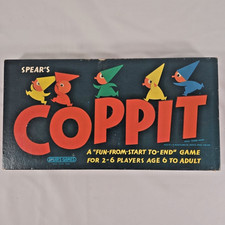 SPEAR'S
COPPIT
A "FUN-FROM-START TO-END" GAME
FOR 2-6 PLAYERS AGE 6 TO ADULT